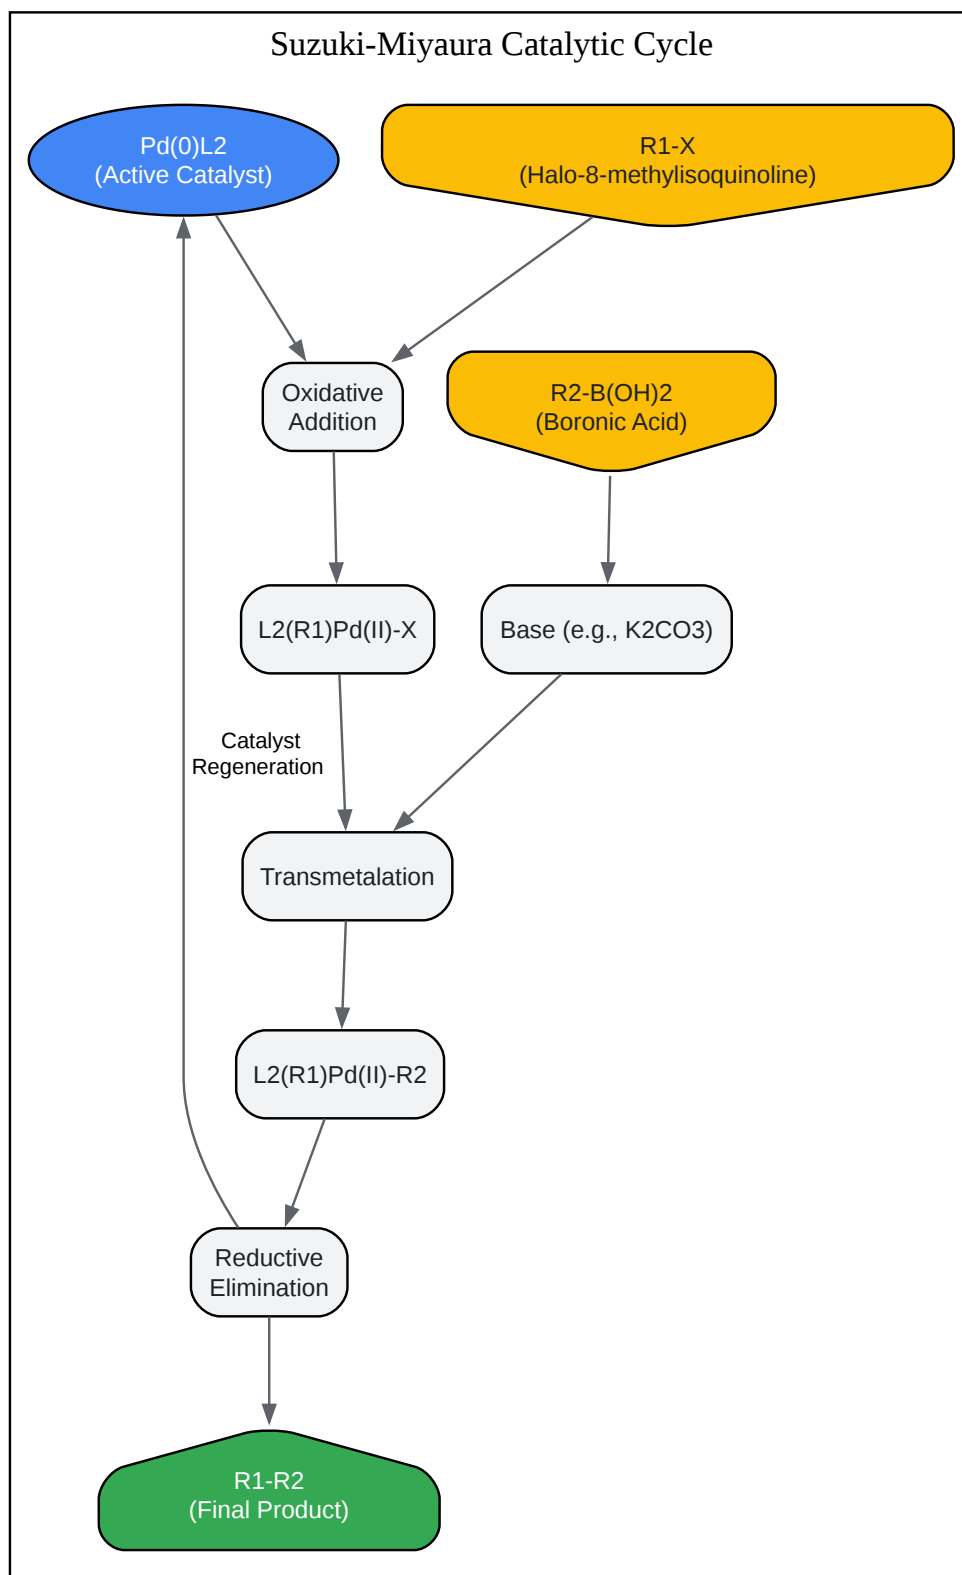 Suzuki-Miyaura Catalytic Cycle
Pd(0)L2
(Active Catalyst)
R1-X
(Halo-8-methylisoquinoline)
Oxidative
Addition
R2-B(OH)2
(Boronic Acid)
L2(R1)Pd(II)-X
Base (e.g., K2CO3)
Catalyst
Regeneration
Transmetalation
L2(R1)Pd(II)-R2
Reductive
Elimination
R1-R2
(Final Product)